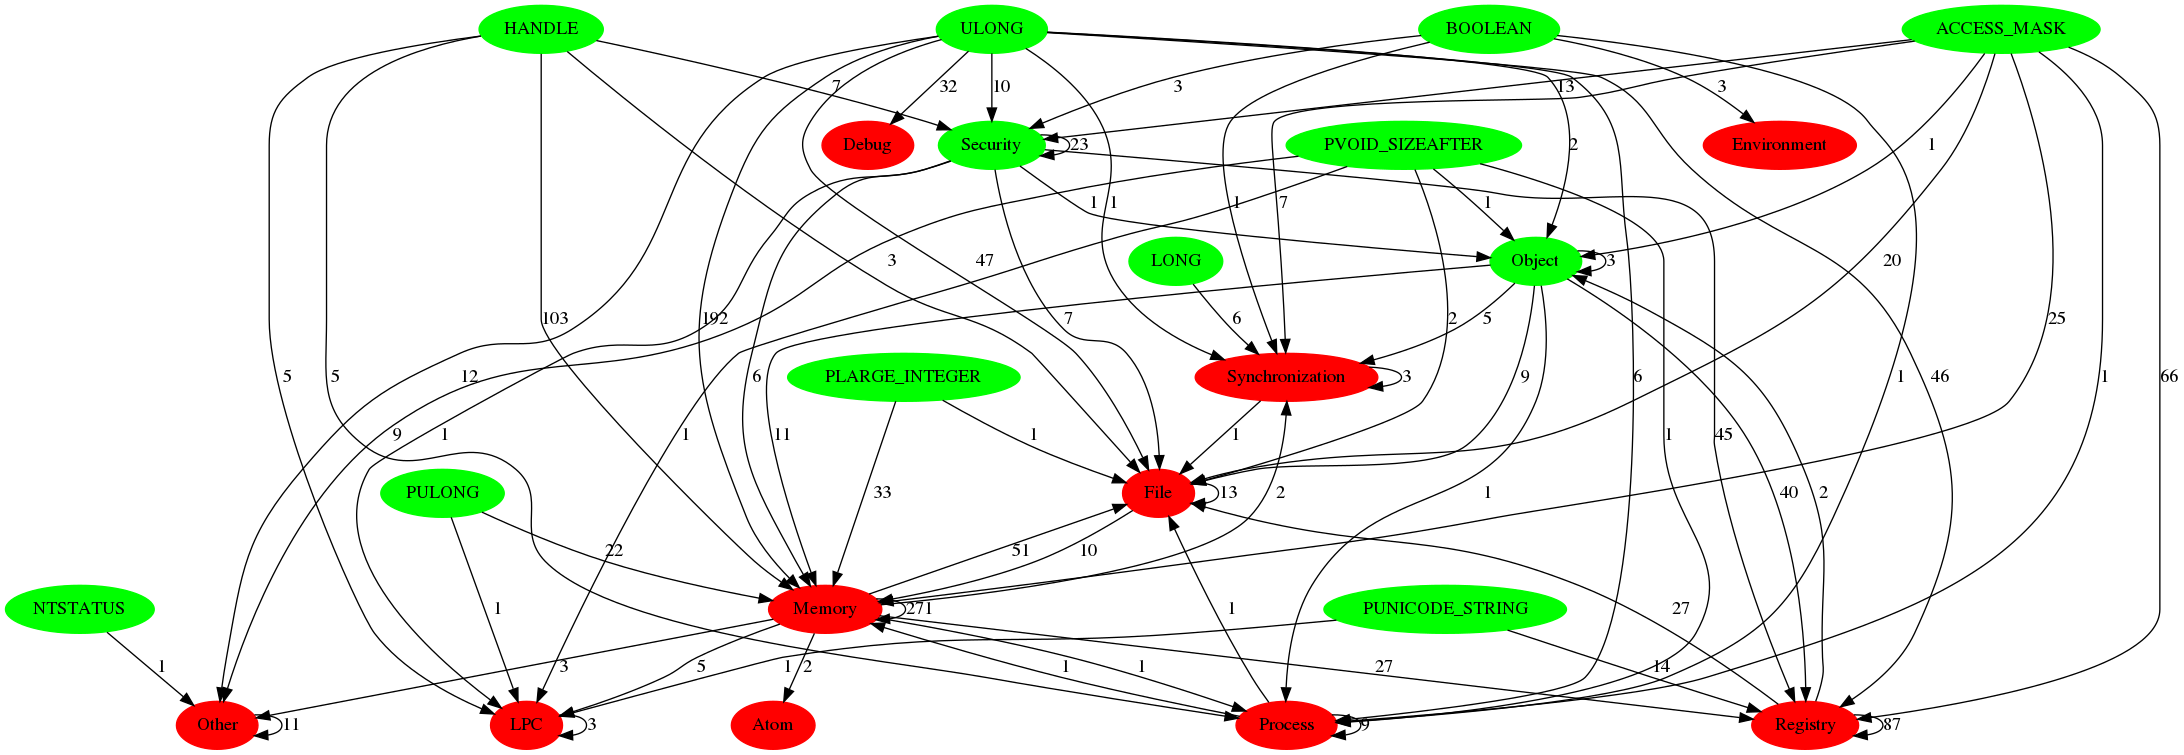 HANDLE ULONG BOOLEAN ACCESS_MASK
7 32 10 3 13 3
Debug Security 23 PVOID_SIZEAFTER 2 Environment 1
1 1 7 1
3 47 LONG Object 3 20
103 192 7 6 5 25
5 5 12 6 PLARGE_INTEGER Synchronization 3 9 6 1 46 1 66
9 1 1 11 1 1 1 45
PULONG 33 File 13 2 1 40 2
22 51 10
NTSTATUS 1 Memory 271 1 PUNICODE_STRING 27
1 3 5 1 2 1 1 27 14
Other 11 LPC 3 Atom Process 9 Registry 87
2